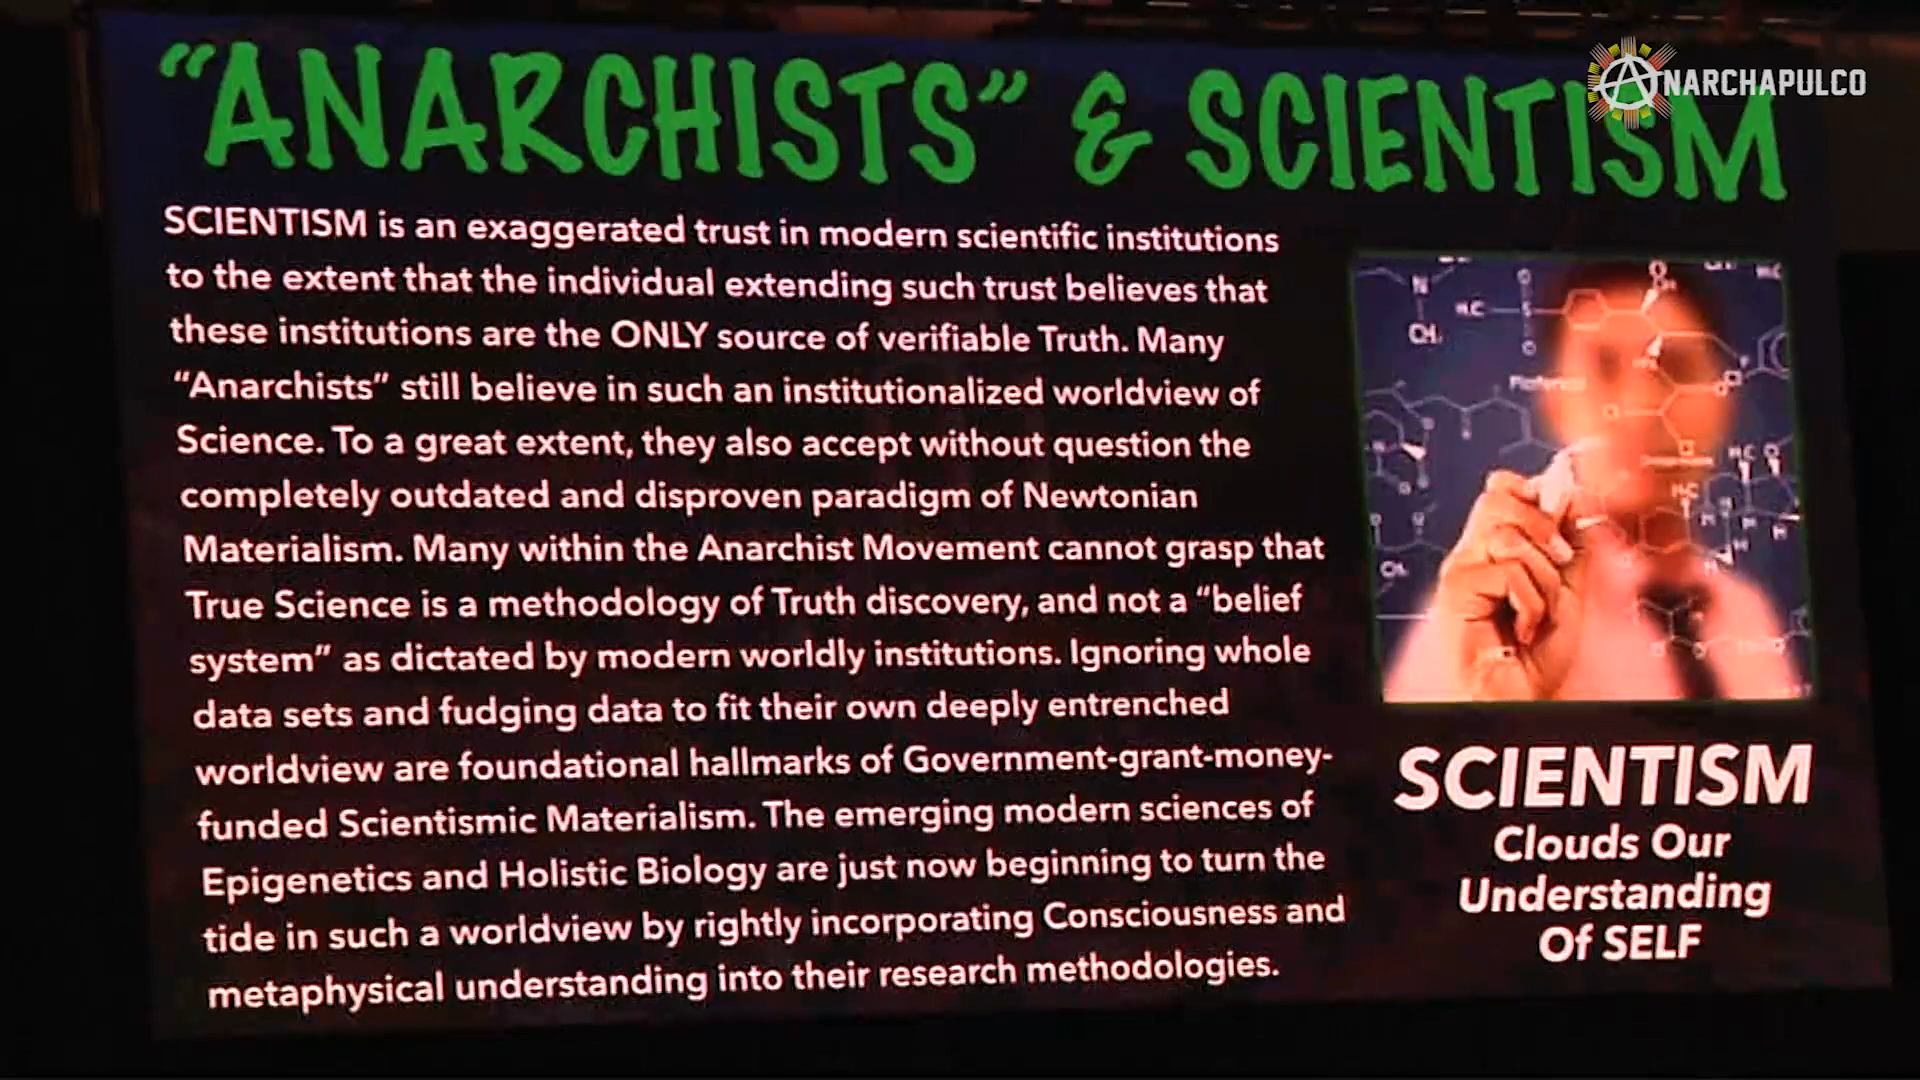 ANARCHAPULCO
“ANARCHISTS” & SCIENTISM
SCIENTISM is an exaggerated trust in modern scientific institutions
to the extent that the individual extending such trust believes that
these institutions are the ONLY source of verifiable Truth. Many
“Anarchists” still believe in such an institutionalized worldview of
Science. To a great extent, they also accept without question the
completely outdated and disproven paradigm of Newtonian
Materialism. Many within the Anarchist Movement cannot grasp that
True Science is a methodology of Truth discovery, and not a “belief
system” as dictated by modern worldly institutions. Ignoring whole
data sets and fudging data to fit their own deeply entrenched
worldview are foundational hallmarks of Government-grant-money-
funded Scientismic Materialism. The emerging modern sciences of
Epigenetics and Holistic Biology are just now beginning to turn the
tide in such a worldview by rightly incorporating Consciousness and
metaphysical understanding into their research methodologies.
SCIENTISM
Clouds Our
Understanding
Of SELF